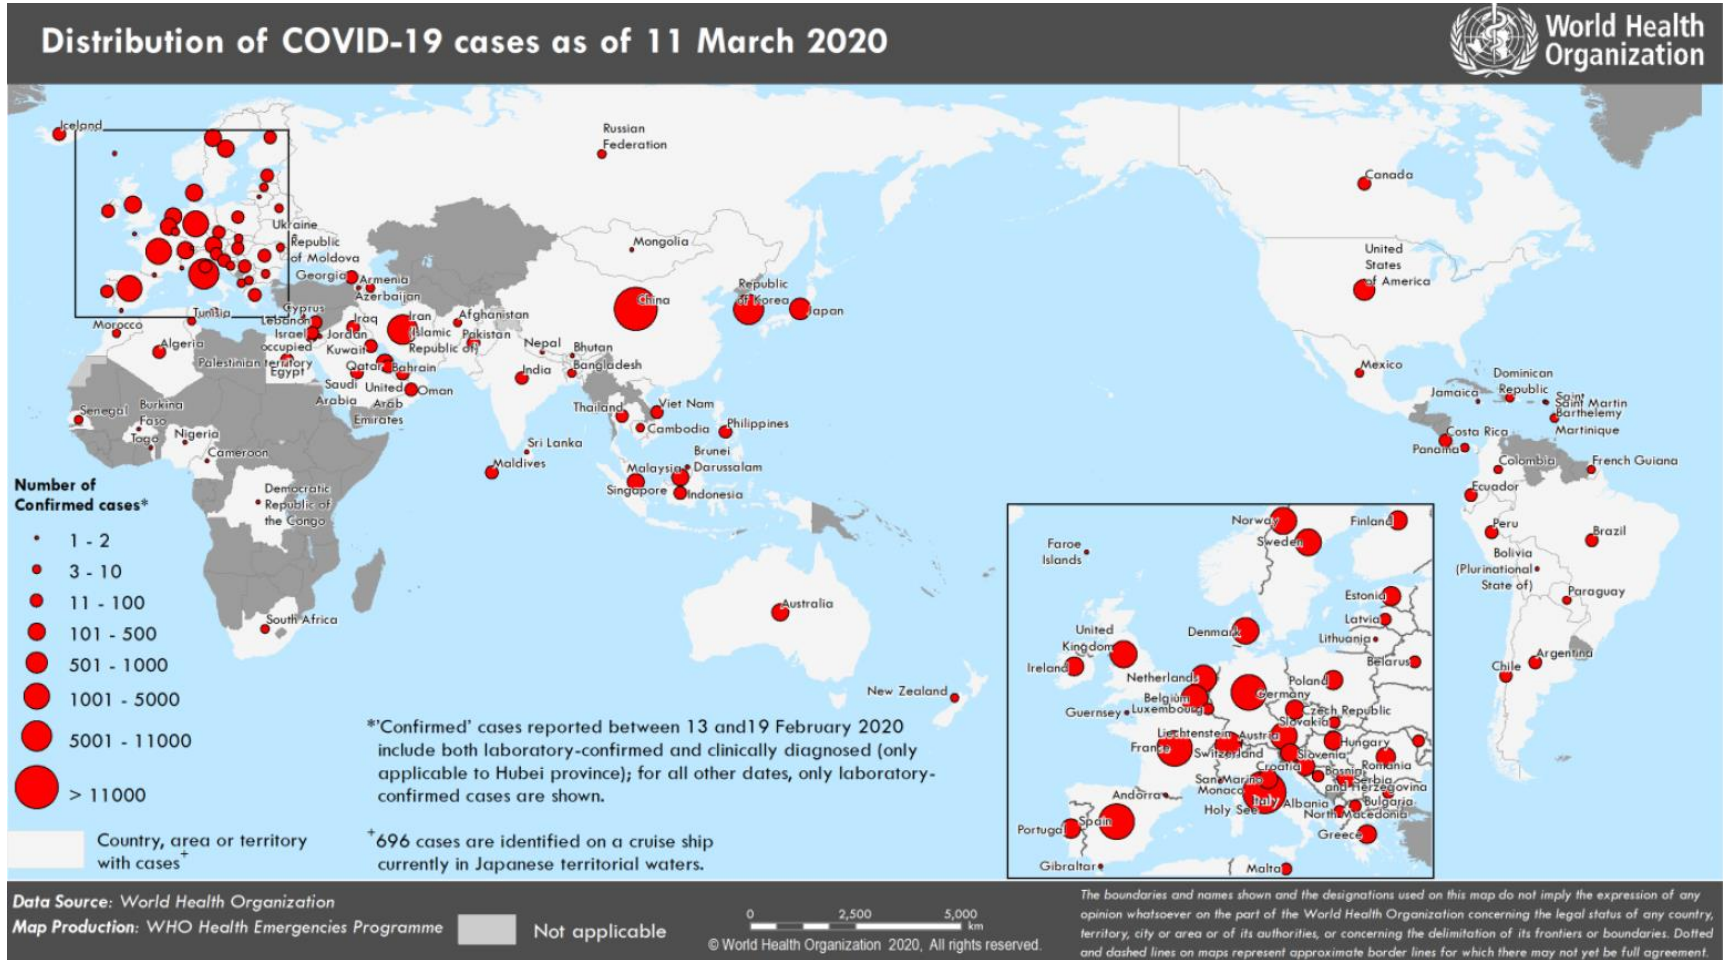 Distribution of COVID-19 cases as of 11 March 2020
World Health
Organization
Iceland
Russian
Federation
Canada
Ukraine
Republic
of Moldova
Georgia
Armenia
Azerbaijan
Mongolia
China
Republic
of Korea
Japan
United
States
of America
Tunisia
Morocco
Algeria
Cyprus
Lebanon
Israel
occupied
Palestinian territory
Egypt
Iraq
Jordan
Kuwait
Iran
(Islamic
Republic of)
Afghanistan
Pakistan
Qatar
Bahrain
Saudi
Arabia
United
Arab
Emirates
Oman
Nepal
Bhutan
India
Bangladesh
Mexico
Dominican
Republic
Jamaica
Saint
Saint Martin
Barthelemy
Martinique
Senegal
Burkina
Faso
Togo
Nigeria
Cameroon
Thailand
Viet Nam
Cambodia
Philippines
Sri Lanka
Maldives
Brunei
Darussalam
Malaysia
Singapore
Indonesia
Costa Rica
Panama
Colombia
French Guiana
Ecuador
Peru
Brazil
Bolivia
(Plurinational
State of)
Paraguay
Chile
Argentina
Democratic
Republic of
the Congo
South Africa
Australia
New Zealand
Number of
Confirmed cases*
1 - 2
3 - 10
11 - 100
101 - 500
501 - 1000
1001 - 5000
5001 - 11000
> 11000
Country, area or territory
with cases+
*'Confirmed' cases reported between 13 and19 February 2020
include both laboratory-confirmed and clinically diagnosed (only
applicable to Hubei province); for all other dates, only laboratory-
confirmed cases are shown.
+696 cases are identified on a cruise ship
currently in Japanese territorial waters.
Norway
Finland
Sweden
Faroe
Islands
Estonia
Latvia
Lithuania
Denmark
United
Kingdom
Ireland
Belarus
Netherlands
Poland
Belgium
Germany
Guernsey
Luxembourg
Czech Republic
Slovakia
Liechtenstein
Austria
France
Switzerland
Slovenia
Hungary
Croatia
Romania
San Marino
Bosnia
and Herzegovina
Serbia
Monaco
Andorra
Italy
Holy See
Albania
Bulgaria
North Macedonia
Portugal
Spain
Greece
Gibraltar
Malta
Data Source: World Health Organization
Map Production: WHO Health Emergencies Programme
Not applicable
0 2,500 5,000
km
© World Health Organization 2020, All rights reserved.
The boundaries and names shown and the designations used on this map do not imply the expression of any
opinion whatsoever on the part of the World Health Organization concerning the legal status of any country,
territory, city or area or of its authorities, or concerning the delimitation of its frontiers or boundaries. Dotted
and dashed lines on maps represent approximate border lines for which there may not yet be full agreement.